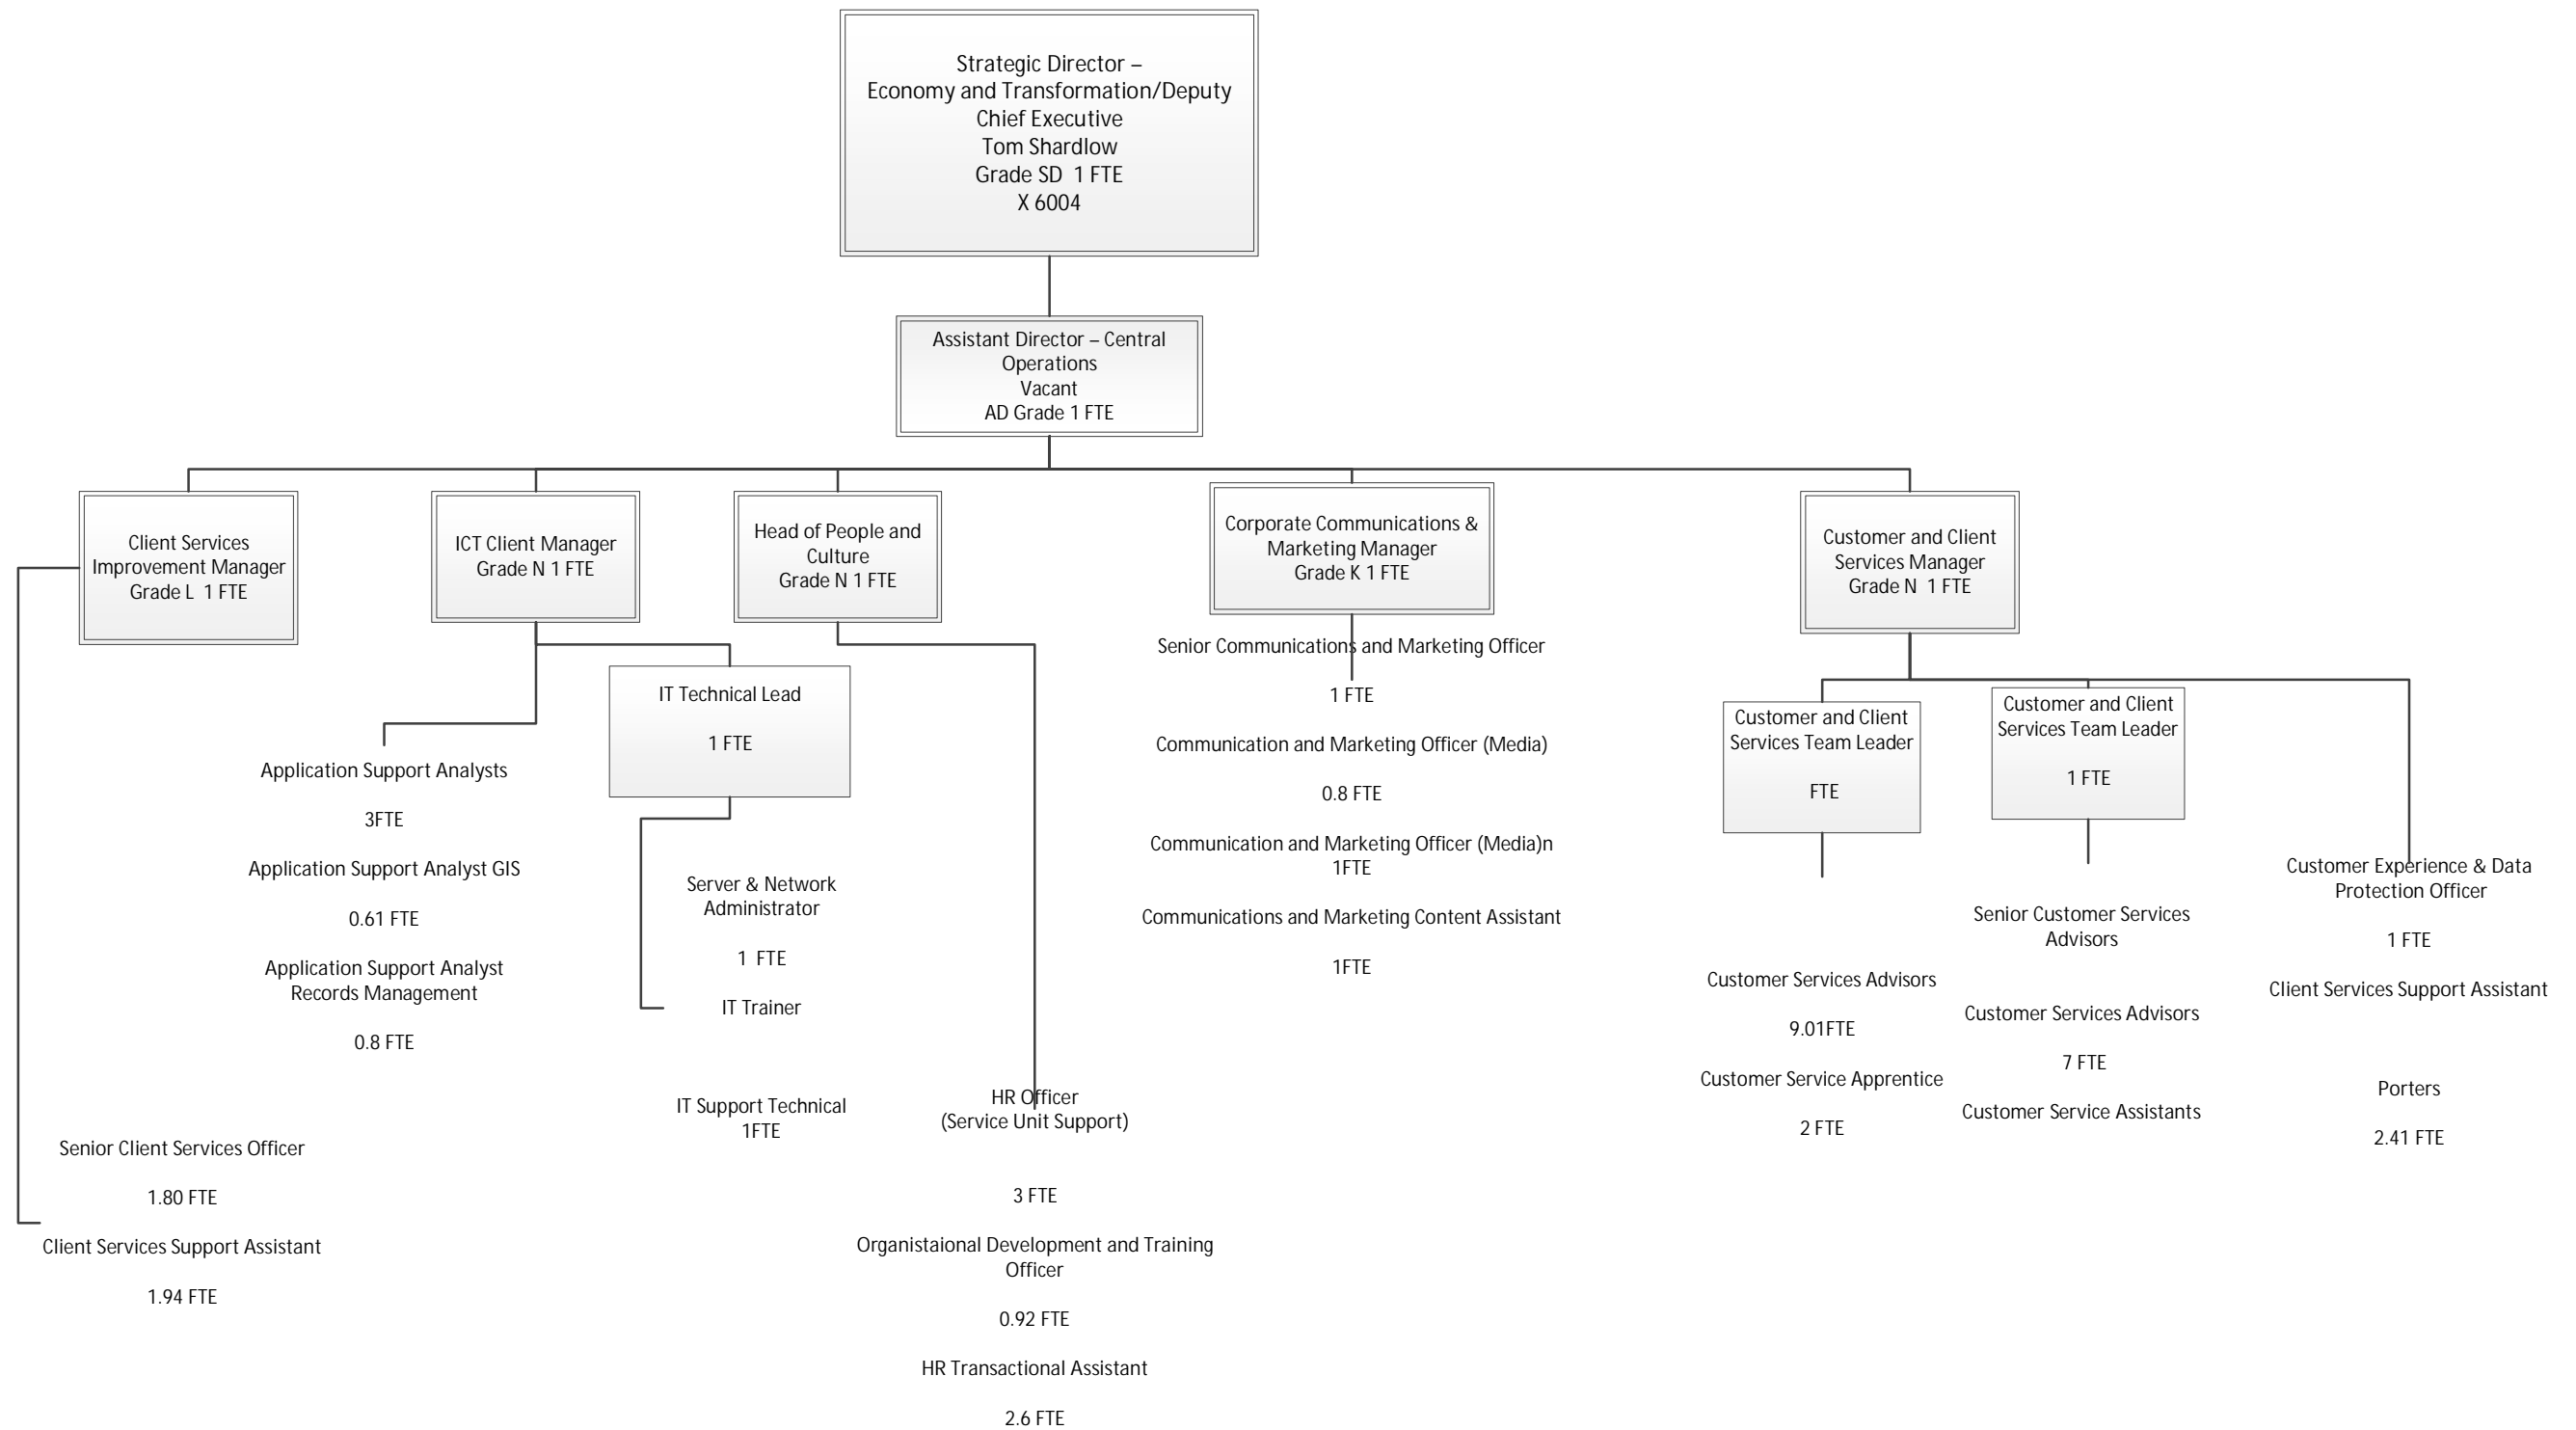 Strategic Director –
Economy and Transformation/Deputy
Chief Executive
Tom Shardlow
Grade SD  1 FTE
X 6004
Assistant Director – Central
Operations
Vacant
AD Grade 1 FTE
Client Services
Improvement Manager
Grade L  1 FTE
ICT Client Manager
Grade N 1 FTE
Head of People and
Culture
Grade N 1 FTE
Corporate Communications &
Marketing Manager
Grade K 1 FTE
Customer and Client
Services Manager
Grade N  1 FTE
Senior Client Services Officer
1.80 FTE
Client Services Support Assistant
1.94 FTE
Application Support Analysts
3FTE
Application Support Analyst GIS
0.61 FTE
Application Support Analyst
Records Management
0.8 FTE
IT Technical Lead
1 FTE
Server & Network
Administrator
1  FTE
IT Trainer
IT Support Technical
1FTE
HR Officer
(Service Unit Support)
3 FTE
Organistaional Development and Training
Officer
0.92 FTE
HR Transactional Assistant
2.6 FTE
Senior Communications and Marketing Officer
1 FTE
Communication and Marketing Officer (Media)
0.8 FTE
Communication and Marketing Officer (Media)n
1FTE
Communications and Marketing Content Assistant
1FTE
Customer and Client
Services Team Leader
FTE
Customer Services Advisors
9.01FTE
Customer Service Apprentice
2 FTE
Customer and Client
Services Team Leader
1 FTE
Senior Customer Services
Advisors
Customer Services Advisors
7 FTE
Customer Service Assistants
Customer Experience & Data
Protection Officer
1 FTE
Client Services Support Assistant
Porters
2.41 FTE